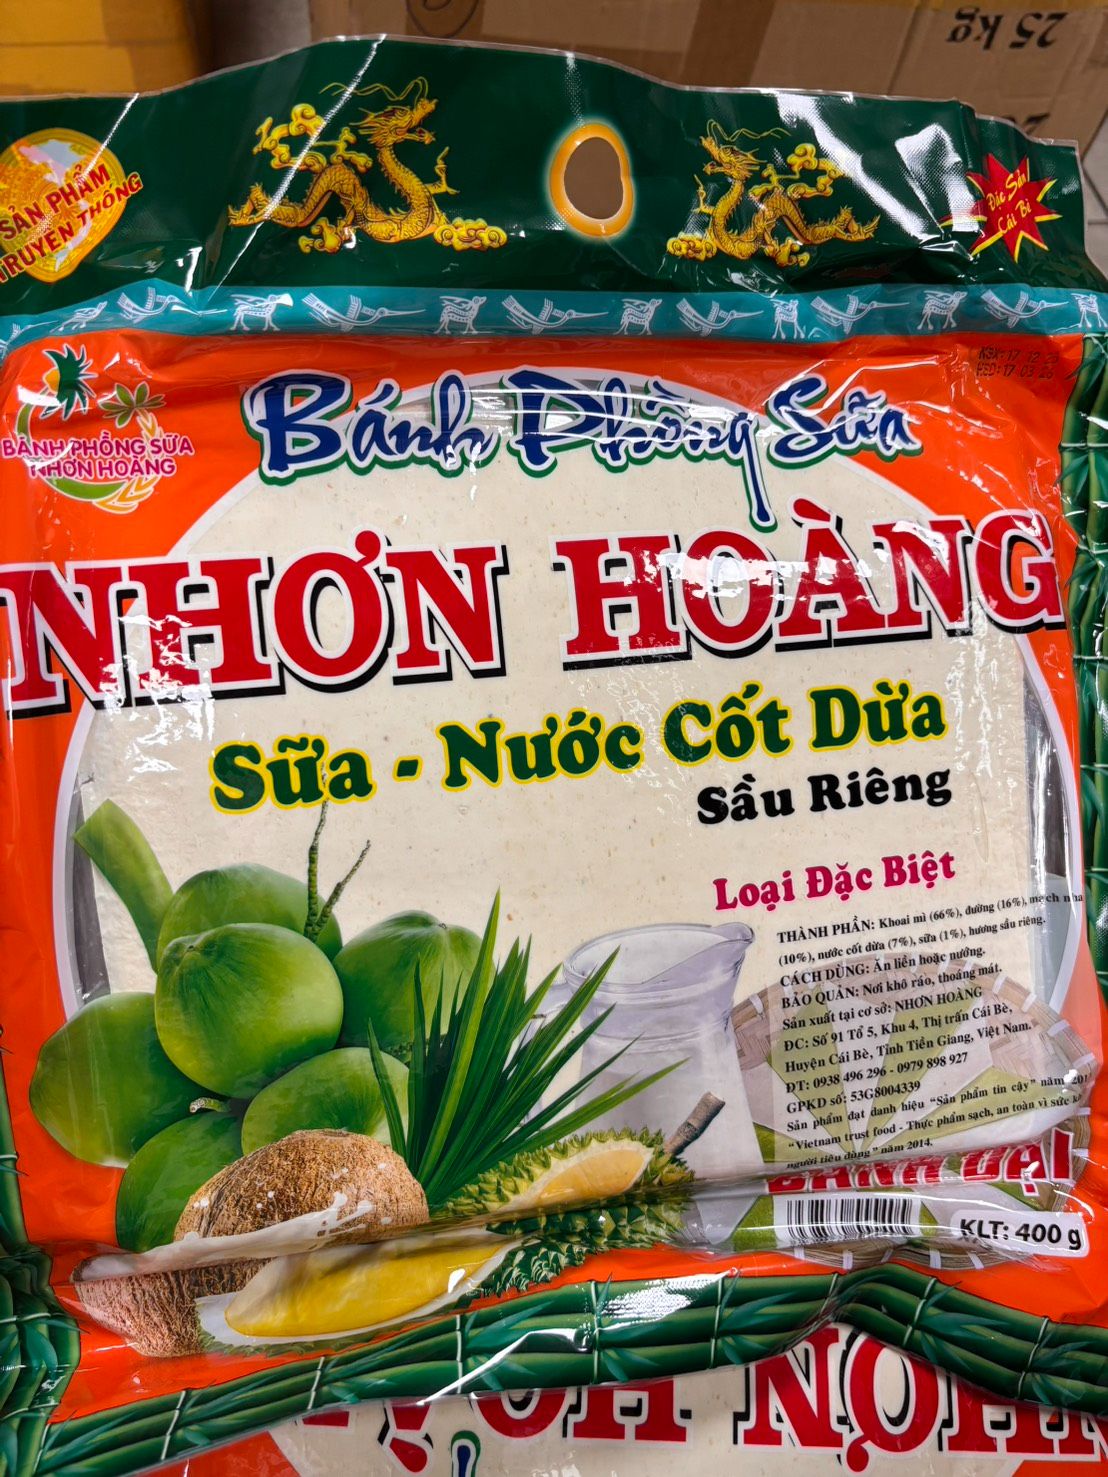 25 kg
SẢN PHẨM
TRUYỀN THỐNG
Đặc Sản
Cái Bè
NSX:17 12 25
HSD:17 03 26
BÁNH PHỒNG SỮA
NHƠN HOÀNG
Bánh Phồng Sữa
NHƠN HOÀNG
Sữa - Nước Cốt Dừa
Sầu Riêng
Loại Đặc Biệt
THÀNH PHẦN: Khoai mì (66%), đường (16%), mạch nha
(10%), nước cốt dừa (7%), sữa (1%), hương sầu riêng.
CÁCH DÙNG: Ăn liền hoặc nướng.
BẢO QUẢN: Nơi khô ráo, thoáng mát.
Sản xuất tại cơ sở: NHƠN HOÀNG
ĐC: Số 91 Tổ 5, Khu 4, Thị trấn Cái Bè,
Huyện Cái Bè, Tỉnh Tiền Giang, Việt Nam.
ĐT: 0938 496 296 - 0979 898 927
GPKD số: 53G8004339
Sản phẩm đạt danh hiệu "Sản phẩm tin cậy" năm
"Vietnam trust food - Thực phẩm sạch, an toàn vì sức
người tiêu dùng" năm 2014.
KLT: 400 g